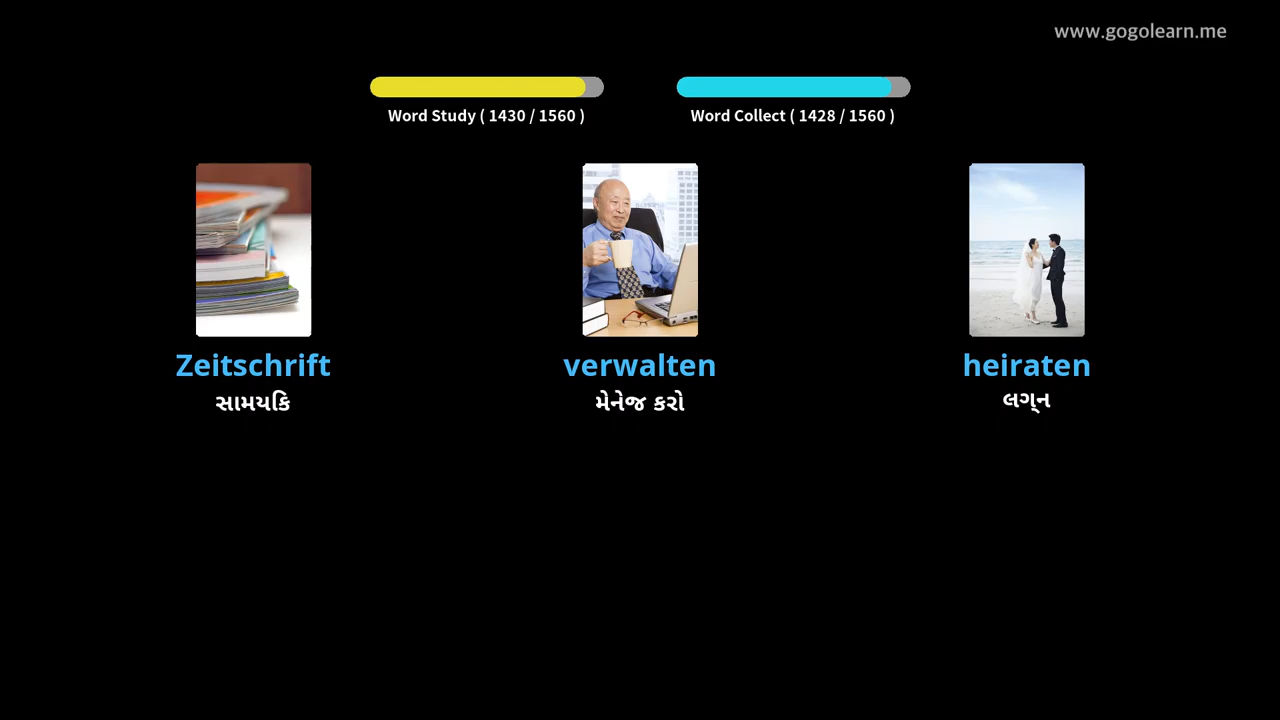 www.gogolearn.me
Word Study ( 1430 / 1560 )
Word Collect ( 1428 / 1560 )
Zeitschrift
verwalten
heiraten
સામયકિ
મેનેજ કરો
લગ્‌ન